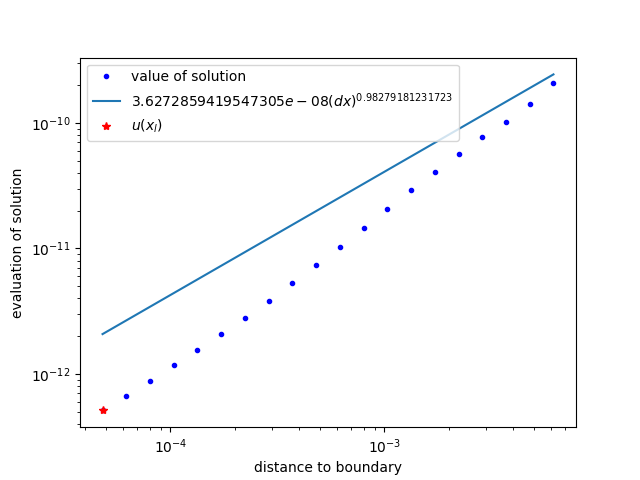 value of solution
3.6272859419547305e − 08(dx)^0.98279181231723
u(x_l)
10^−10
10^−11
10^−12
evaluation of solution
10^−4
10^−3
distance to boundary